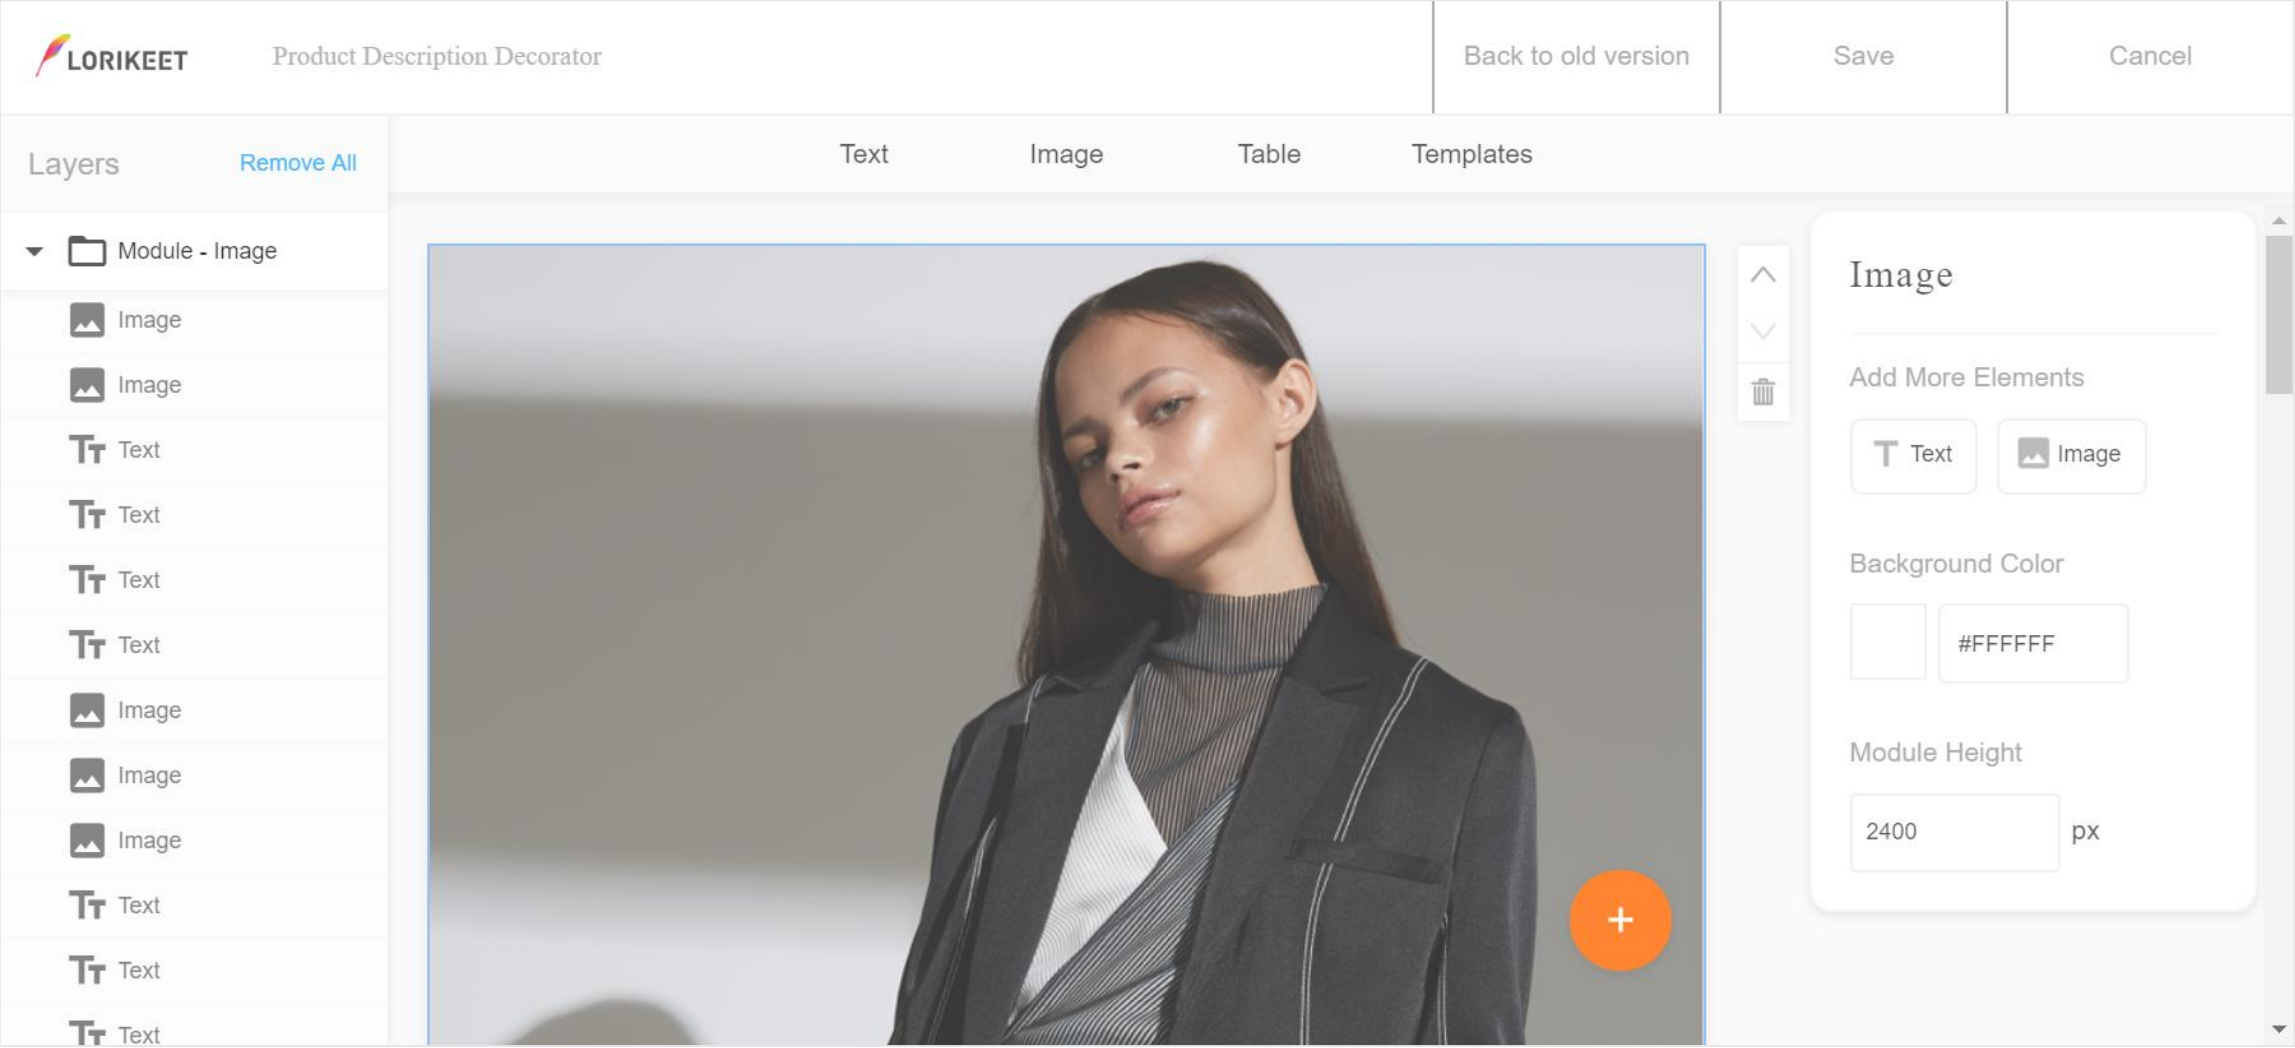 LORIKEET
Product Description Decorator
Back to old version
Save
Cancel
Layers
Remove All
Text
Image
Table
Templates
Module - Image
Image
Image
Text
Text
Text
Text
Image
Image
Image
Text
Text
Text
Image
Add More Elements
Text
Image
Background Color
#FFFFFF
Module Height
2400 px